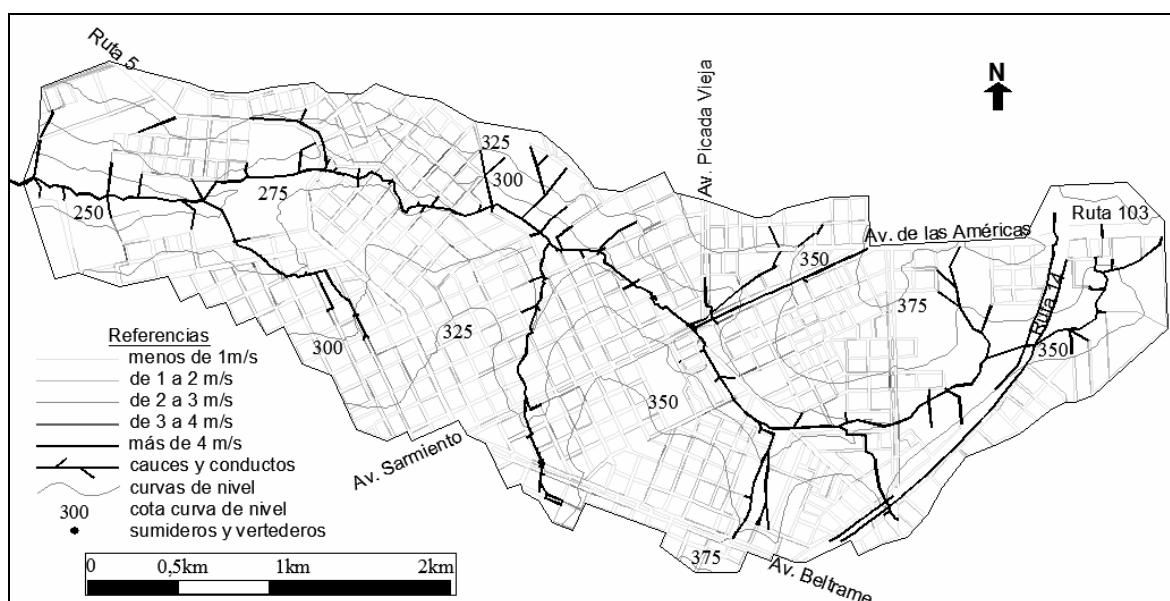 Ruta 5
Av. Picada Vieja
N
325
300
275
250
Ruta 103
Av. de las Américas
350
375
Ruta 14
350
325
300
350
Av. Sarmiento
375
Av. Beltrame
Referencias
menos de 1m/s
de 1 a 2 m/s
de 2 a 3 m/s
de 3 a 4 m/s
más de 4 m/s
cauces y conductos
curvas de nivel
300 cota curva de nivel
sumideros y vertederos
0 0,5km 1km 2km